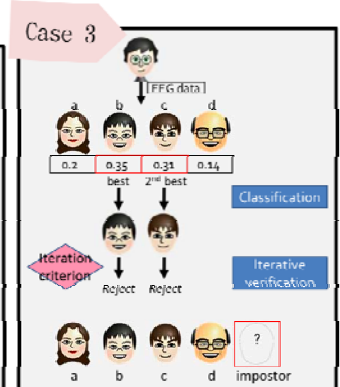 Case 3
EEG data
a b c d
0.2 0.35 0.31 0.14
best 2nd best
Classification
Iteration
criterion
Iterative
verification
Reject Reject
?
a b c d impostor